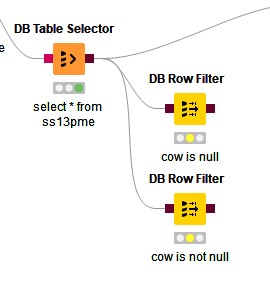 DB Table Selector
e
select * from
ss13pme
DB Row Filter
cow is null
DB Row Filter
cow is not null